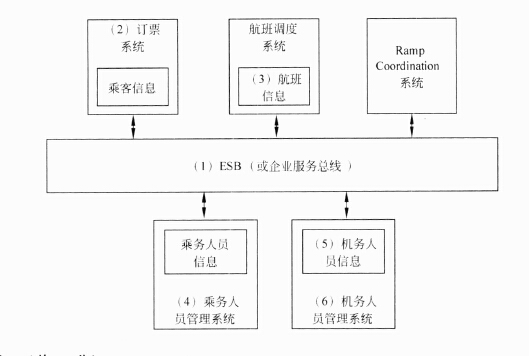 （2）订票
系统
乘客信息
航班调度
系统
（3）航班
信息
Ramp
Coordination
系统
（1）ESB（或企业服务总线）
乘务人员
信息
（4）乘务人
员管理系统
（5）机务人
员信息
（6）机务人
员管理系统